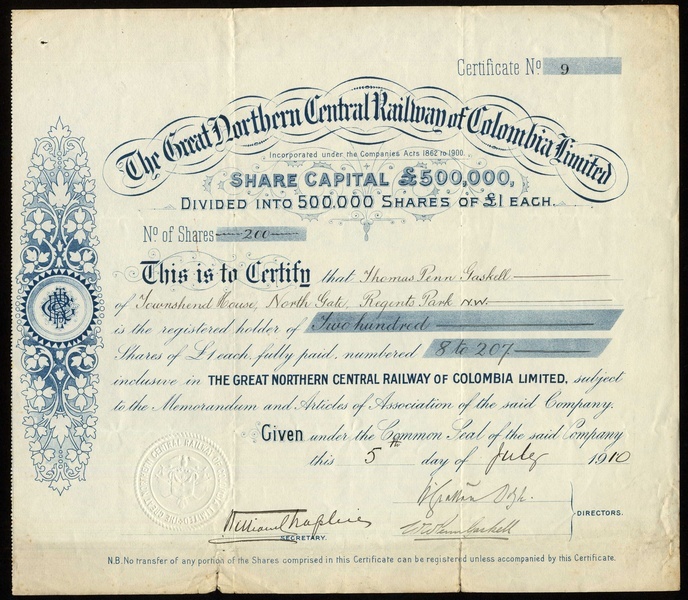 Certificate No. 9
The Great Northern Central Railway of Colombia Limited
Incorporated under the Companies Acts 1862 to 1900.
SHARE CAPITAL £500,000,
DIVIDED INTO 500,000 SHARES OF £1 EACH.
No. of Shares 200
This is to Certify that Thomas Penn Gaskell
of Townshend House, North Gate, Regents Park N.W.
is the registered holder of Two hundred
Shares of £1 each, fully paid, numbered 8 to 207
inclusive in THE GREAT NORTHERN CENTRAL RAILWAY OF COLOMBIA LIMITED, subject
to the Memorandum and Articles of Association of the said Company.
Given under the Common Seal of the said Company
this 5th day of July 1910
DIRECTORS.
SECRETARY.
N.B. No transfer of any portion of the Shares comprised in this Certificate can be registered unless accompanied by this Certificate.